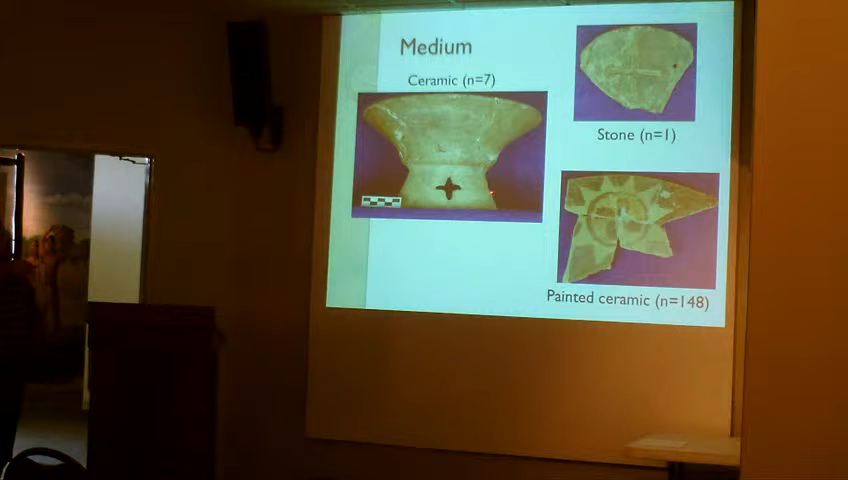 Medium
Ceramic (n=7)
Stone (n=1)
Painted ceramic (n=148)